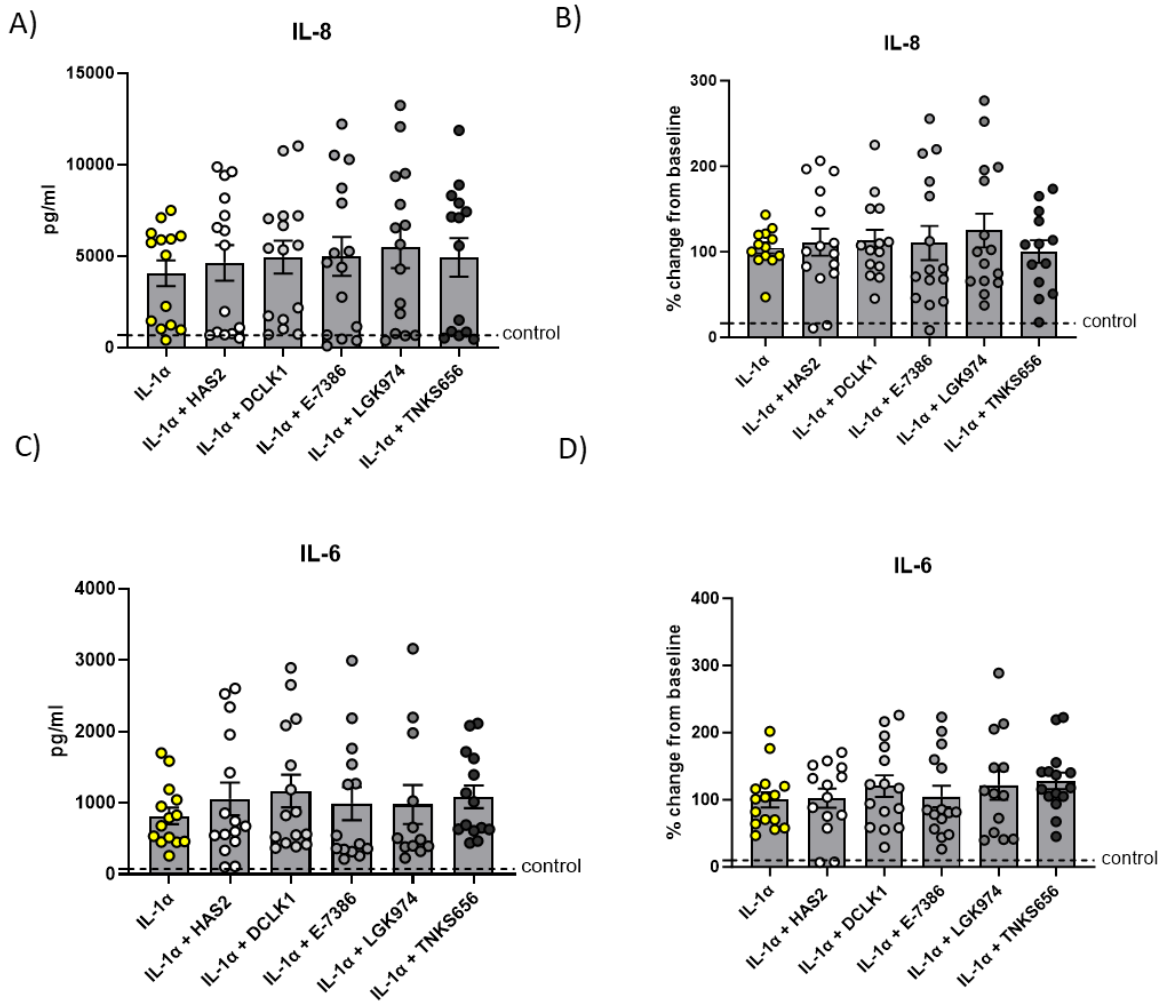 A)
IL-8
15000
10000
5000
0
pg/ml
control
IL-1α
IL-1α + HAS2
IL-1α + DCLK1
IL-1α + E-7386
IL-1α + LGK974
IL-1α + TNKS656
B)
IL-8
300
200
100
0
% change from baseline
control
IL-1α
IL-1α + HAS2
IL-1α + DCLK1
IL-1α + E-7386
IL-1α + LGK974
IL-1α + TNKS656
C)
IL-6
4000
3000
2000
1000
0
pg/ml
control
IL-1α
IL-1α + HAS2
IL-1α + DCLK1
IL-1α + E-7386
IL-1α + LGK974
IL-1α + TNKS656
D)
IL-6
400
300
200
100
0
% change from baseline
control
IL-1α
IL-1α + HAS2
IL-1α + DCLK1
IL-1α + E-7386
IL-1α + LGK974
IL-1α + TNKS656